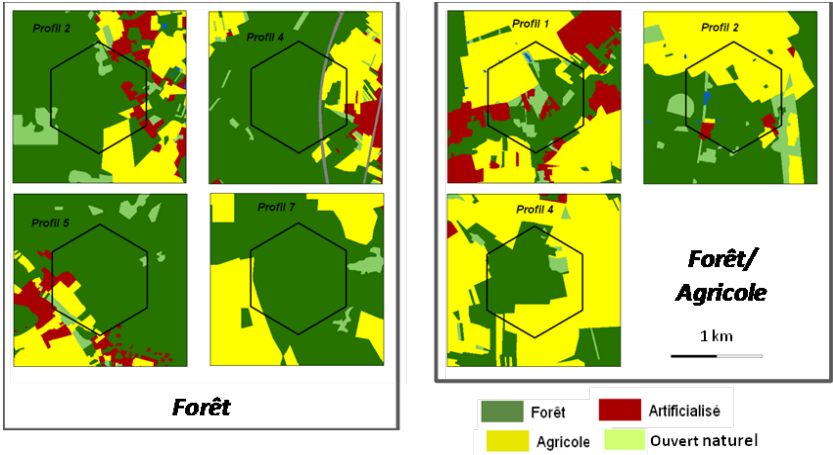 Profil 2
Profil 4
Profil 5
Profil 7
Forêt
Profil 1
Profil 2
Profil 4
Forêt/
Agricole
1 km
Forêt
Artificialisé
Agricole
Ouvert naturel